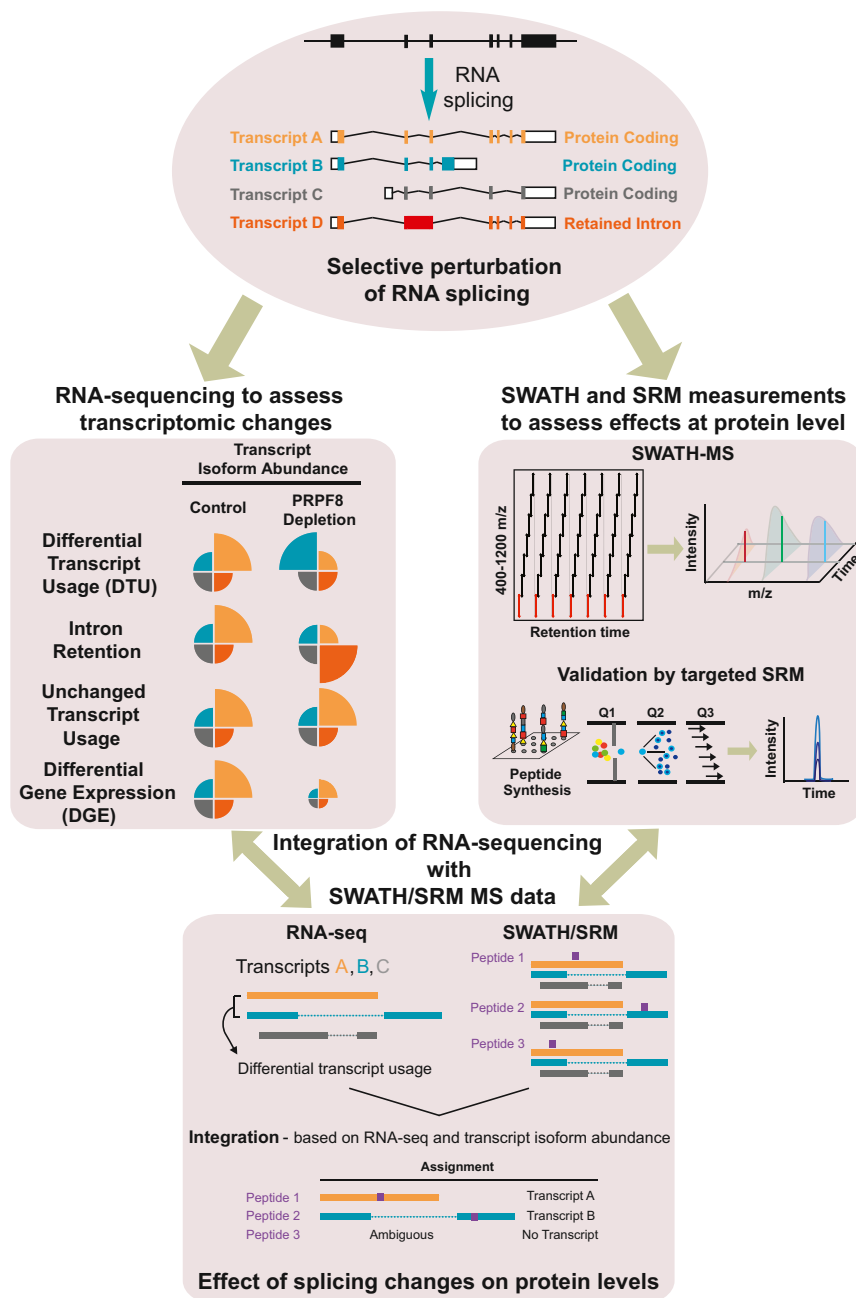 RNA
splicing
Transcript A Protein Coding
Transcript B Protein Coding
Transcript C Protein Coding
Transcript D Retained Intron
Selective perturbation
of RNA splicing
RNA-sequencing to assess
transcriptomic changes
Transcript
Isoform Abundance
Control
PRPF8
Depletion
Differential
Transcript
Usage (DTU)
Intron
Retention
Unchanged
Transcript
Usage
Differential
Gene Expression
(DGE)
SWATH and SRM measurements
to assess effects at protein level
SWATH-MS
400-1200 m/z
Retention time
Intensity
m/z
Time
Validation by targeted SRM
Q1 Q2 Q3
Peptide
Synthesis
Intensity
Time
Integration of RNA-sequencing
with
SWATH/SRM MS data
RNA-seq
Transcripts A, B, C
Differential transcript usage
SWATH/SRM
Peptide 1
Peptide 2
Peptide 3
Integration - based on RNA-seq and transcript isoform abundance
Assignment
Peptide 1 Transcript A
Peptide 2 Transcript B
Peptide 3 Ambiguous No Transcript
Effect of splicing changes on protein levels